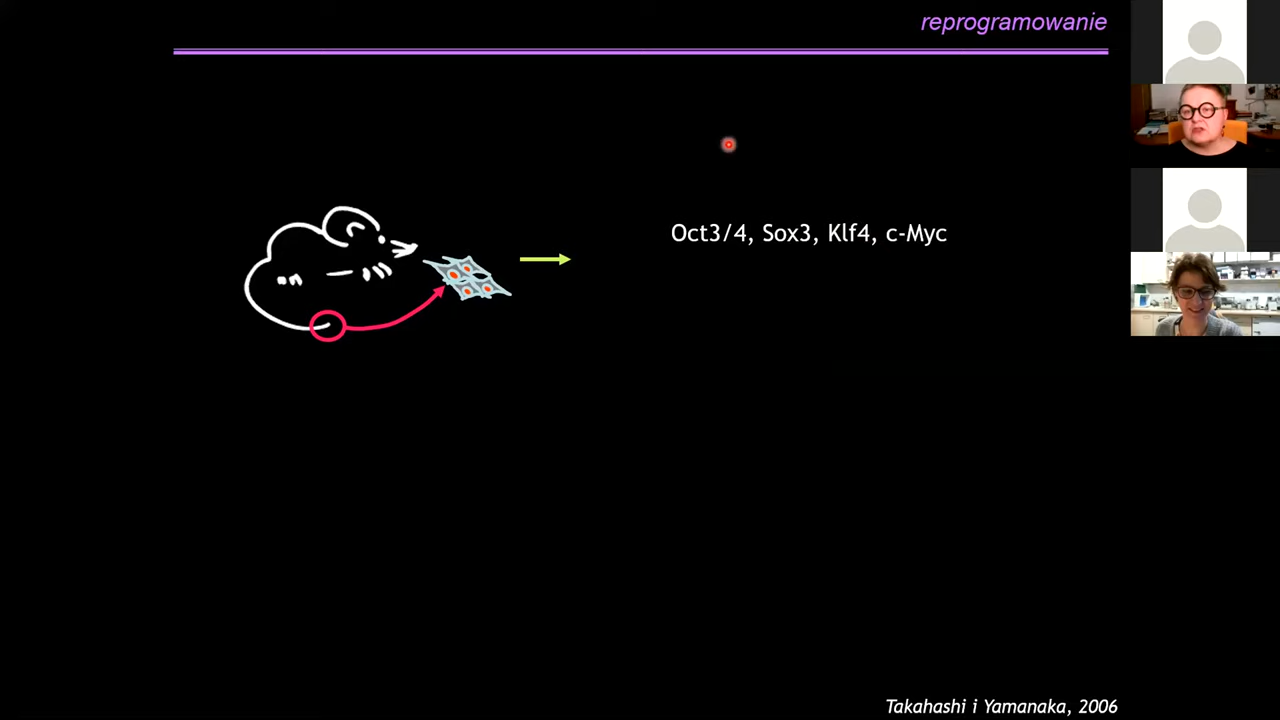 reprogramowanie
Oct3/4, Sox3, Klf4, c-Myc
Takahashi i Yamanaka, 2006